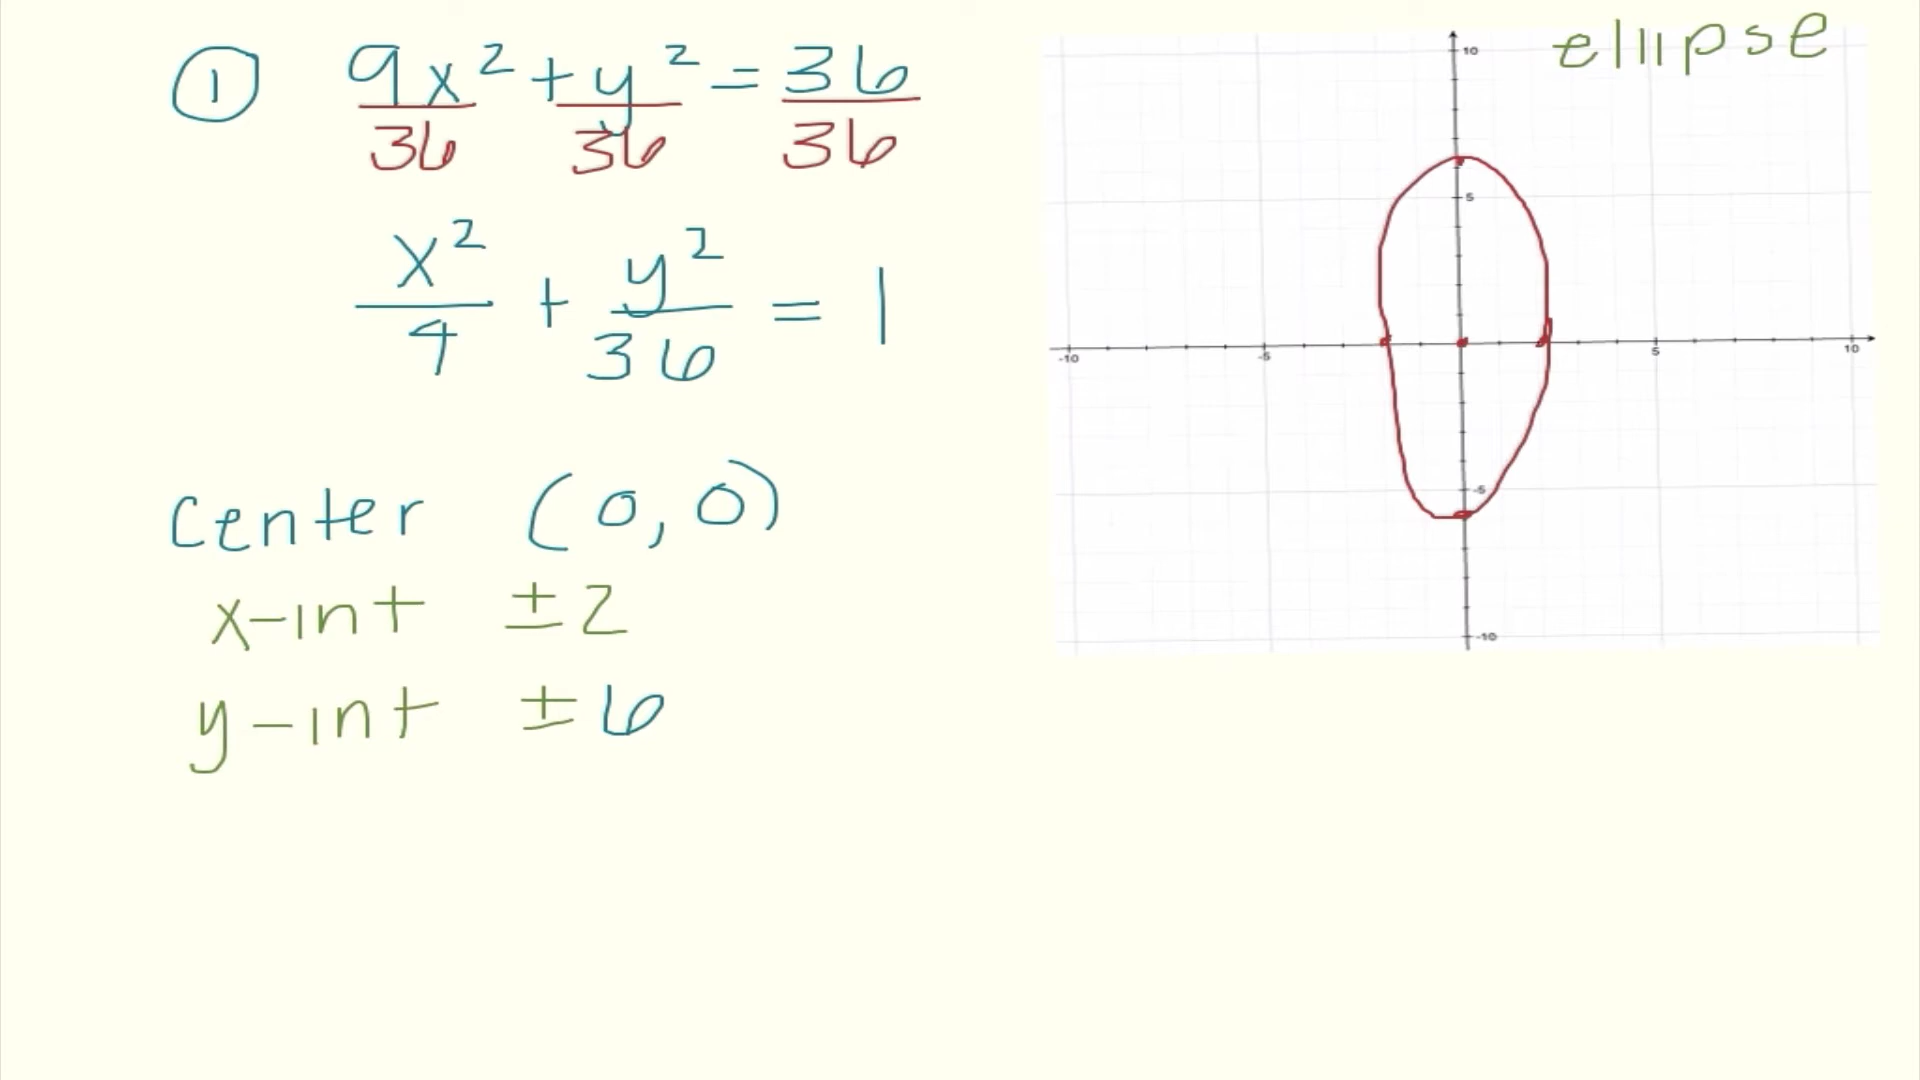 ① 9x²/36 + y²/36 = 36/36
x²/4 + y²/36 = 1
center (0,0)
x-int ±2
y-int ±6
ellipse
10
5
-10 -5 5 10
-5
-10